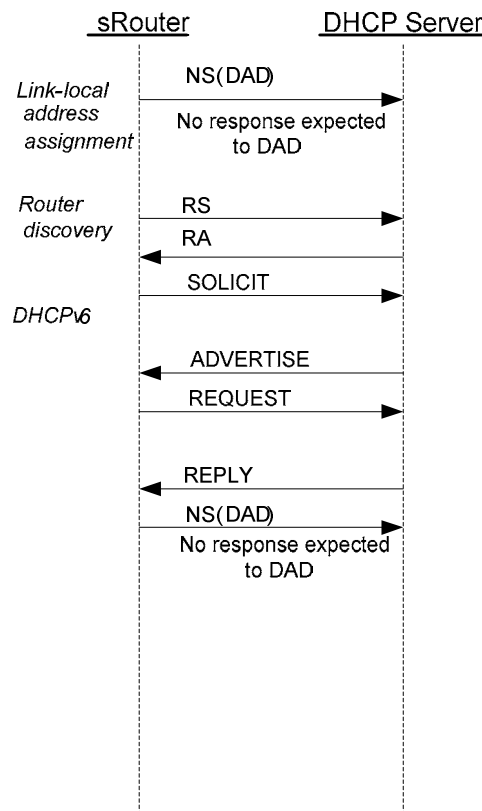 sRouter
DHCP Server
NS(DAD)
Link-local
address
assignment
No response expected
to DAD
Router
discovery
RS
RA
SOLICIT
DHCPv6
ADVERTISE
REQUEST
REPLY
NS(DAD)
No response expected
to DAD